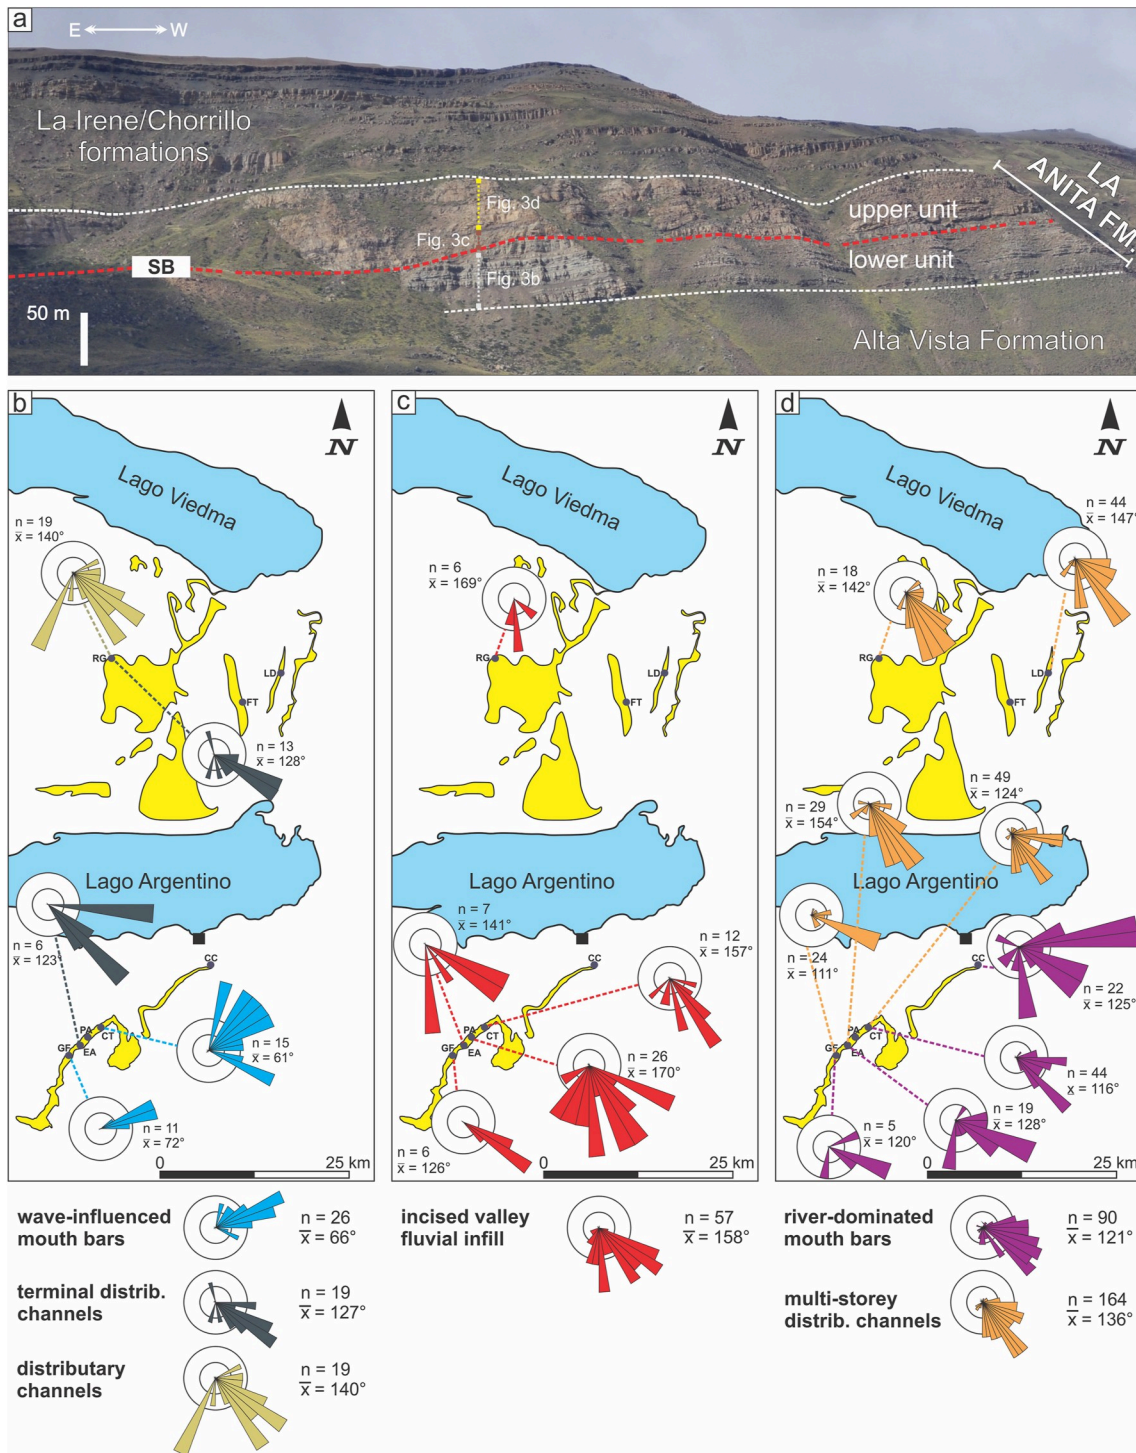 a
E W
La Irene/Chorrillo
formations
Fig. 3d
Fig. 3c
Fig. 3b
SB
upper unit
lower unit
LA
ANITA FM.
50 m
Alta Vista Formation
b
N
Lago Viedma
n = 19
x̅ = 140°
RG
LD
FT
n = 13
x̅ = 128°
Lago Argentino
n = 6
x̅ = 123°
CC
PA
CT
GF
EA
n = 15
x̅ = 61°
n = 11
x̅ = 72°
0 25 km
c
N
Lago Viedma
n = 6
x̅ = 169°
RG
LD
FT
Lago Argentino
n = 7
x̅ = 141°
n = 12
x̅ = 157°
CC
PA
CT
GF
EA
n = 26
x̅ = 170°
n = 6
x̅ = 126°
0 25 km
d
N
Lago Viedma
n = 44
x̅ = 147°
n = 18
x̅ = 142°
RG
LD
FT
n = 49
x̅ = 124°
n = 29
x̅ = 154°
Lago Argentino
n = 24
x̅ = 111°
CC
n = 22
x̅ = 125°
PA
CT
GF
EA
n = 44
x̅ = 116°
n = 19
x̅ = 128°
n = 5
x̅ = 120°
0 25 km
wave-influenced
mouth bars
n = 26
x̅ = 66°
terminal distrib.
channels
n = 19
x̅ = 127°
distributary
channels
n = 19
x̅ = 140°
incised valley
fluvial infill
n = 57
x̅ = 158°
river-dominated
mouth bars
n = 90
x̅ = 121°
multi-storey
distrib. channels
n = 164
x̅ = 136°